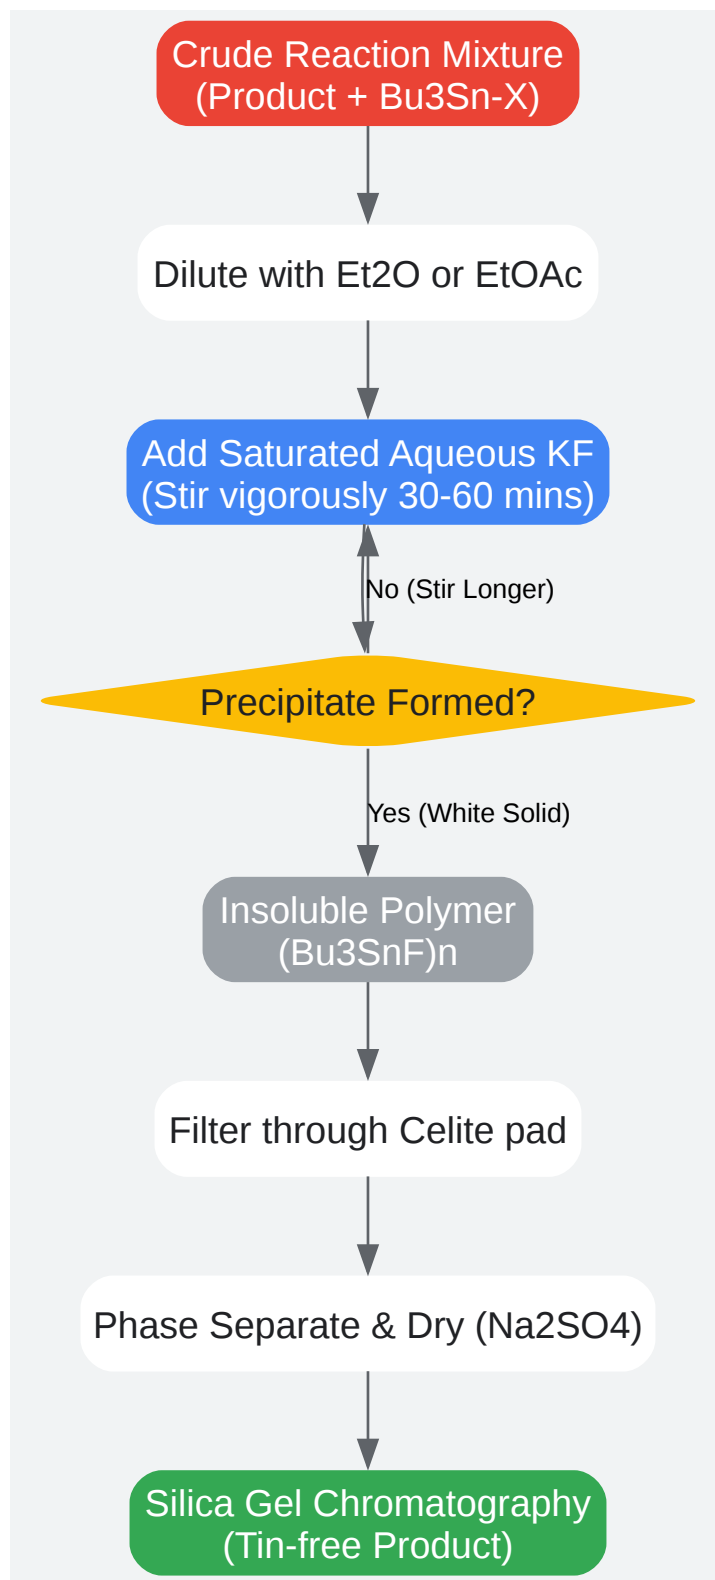 Crude Reaction Mixture
(Product + Bu3Sn-X)
Dilute with Et2O or EtOAc
Add Saturated Aqueous KF
(Stir vigorously 30-60 mins)
No (Stir Longer)
Precipitate Formed?
Yes (White Solid)
Insoluble Polymer
(Bu3SnF)n
Filter through Celite pad
Phase Separate & Dry (Na2SO4)
Silica Gel Chromatography
(Tin-free Product)